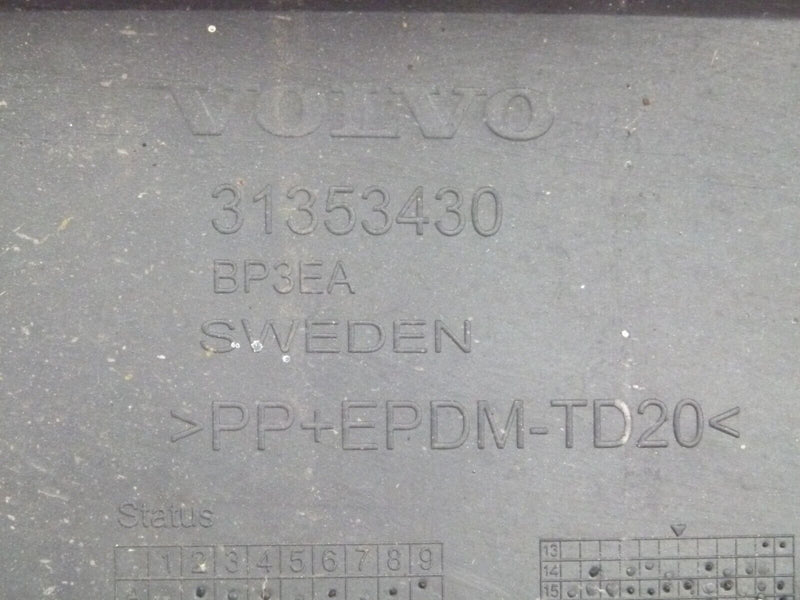 VOLVO
31353430
BP3EA
SWEDEN
>PP+EPDM-TD20<
Status
1 2 3 4 5 6 7 8 9
13
14
15